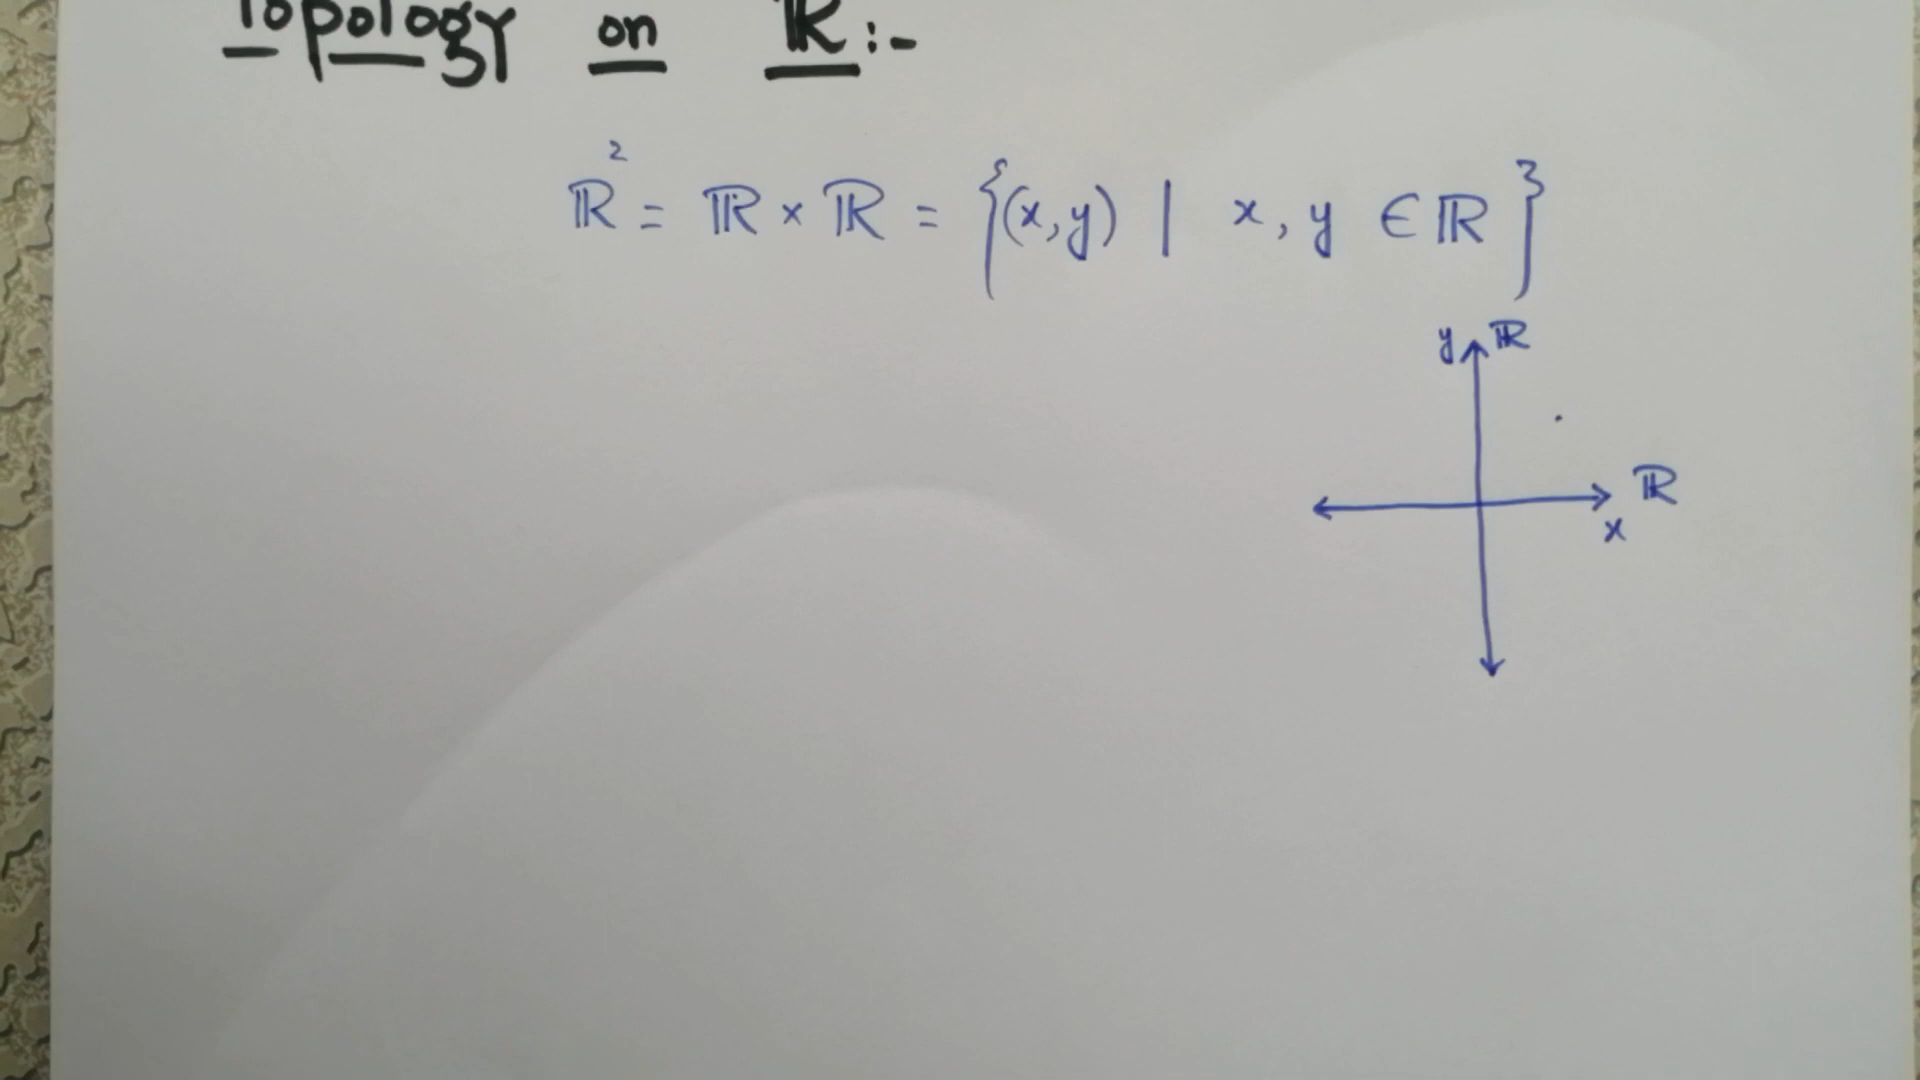 Topology on ℝ :-
ℝ² = ℝ × ℝ = {(x,y) | x, y ∈ ℝ}
y ℝ
ℝ
x